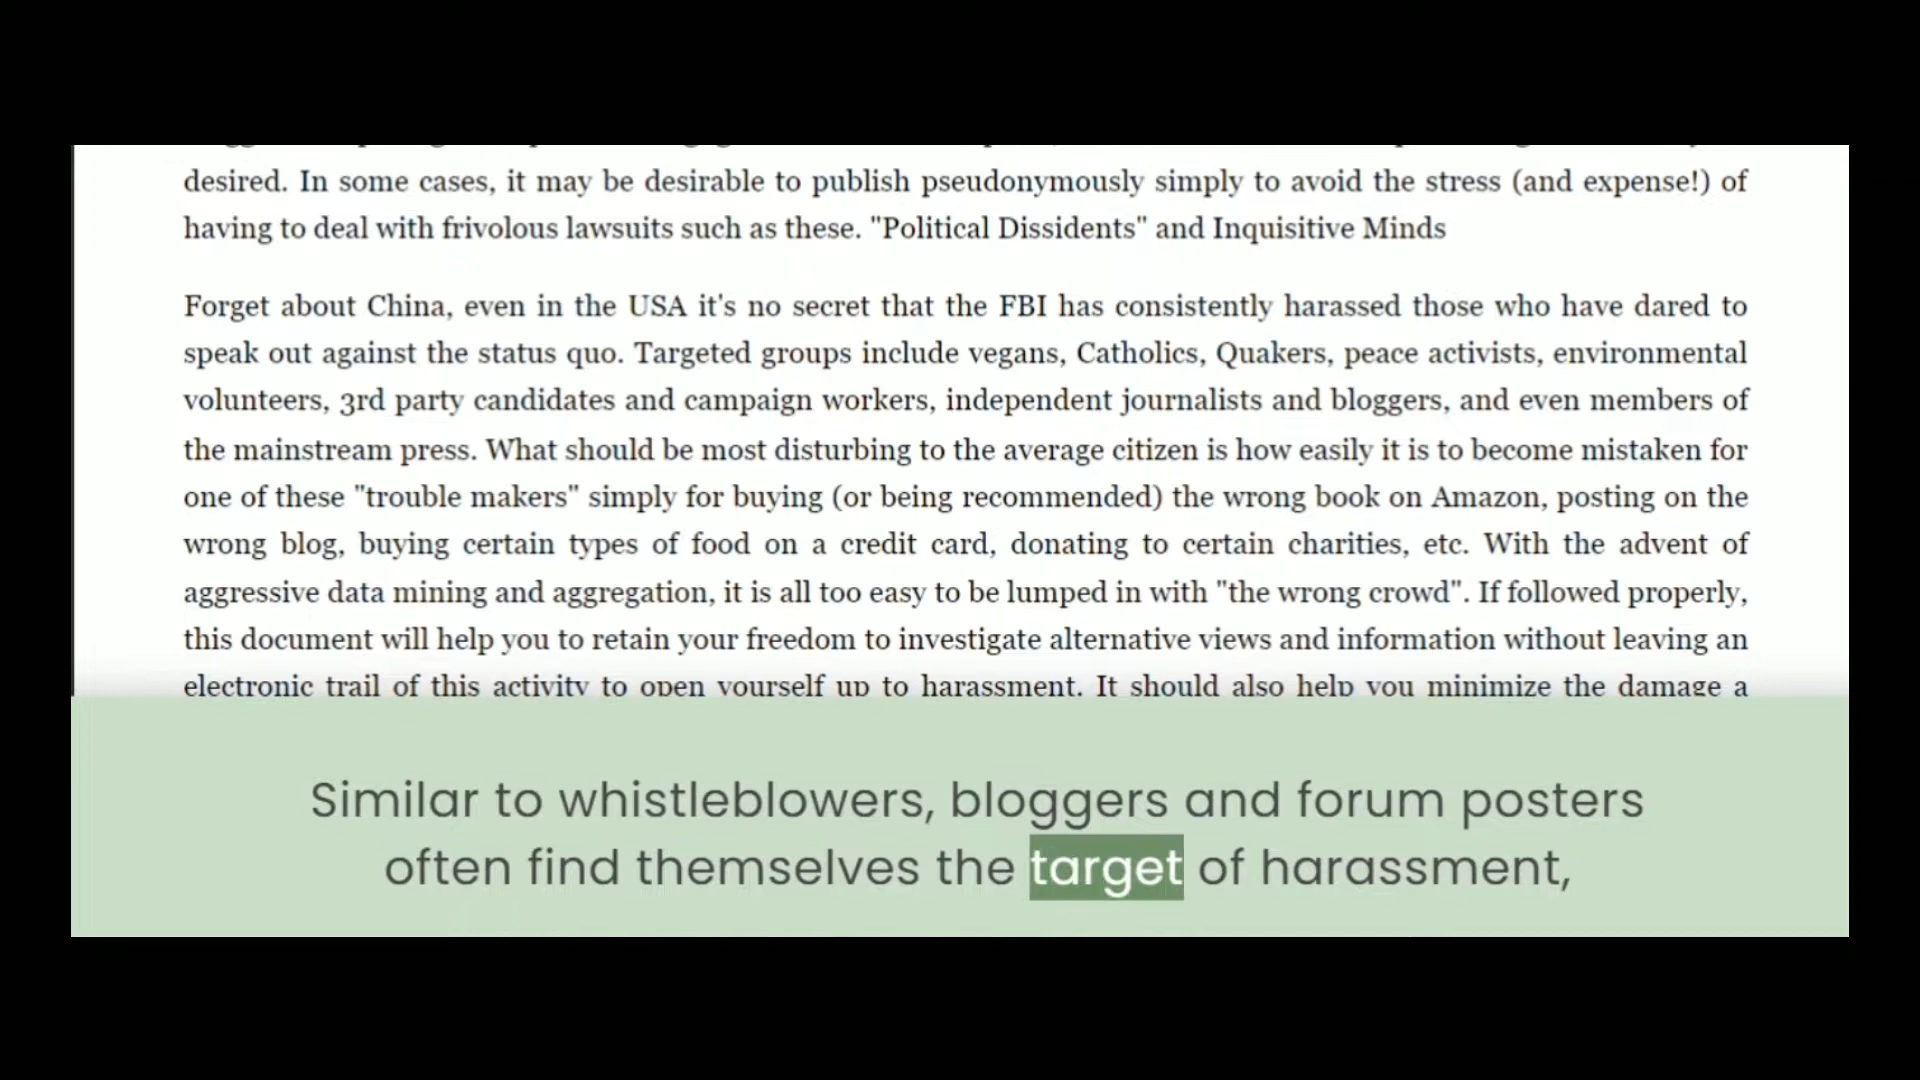 desired. In some cases, it may be desirable to publish pseudonymously simply to avoid the stress (and expense!) of
having to deal with frivolous lawsuits such as these. "Political Dissidents" and Inquisitive Minds
Forget about China, even in the USA it's no secret that the FBI has consistently harassed those who have dared to
speak out against the status quo. Targeted groups include vegans, Catholics, Quakers, peace activists, environmental
volunteers, 3rd party candidates and campaign workers, independent journalists and bloggers, and even members of
the mainstream press. What should be most disturbing to the average citizen is how easily it is to become mistaken for
one of these "trouble makers" simply for buying (or being recommended) the wrong book on Amazon, posting on the
wrong blog, buying certain types of food on a credit card, donating to certain charities, etc. With the advent of
aggressive data mining and aggregation, it is all too easy to be lumped in with "the wrong crowd". If followed properly,
this document will help you to retain your freedom to investigate alternative views and information without leaving an
electronic trail of this activity to open yourself up to harassment. It should also help you minimize the damage a
Similar to whistleblowers, bloggers and forum posters
often find themselves the target of harassment,